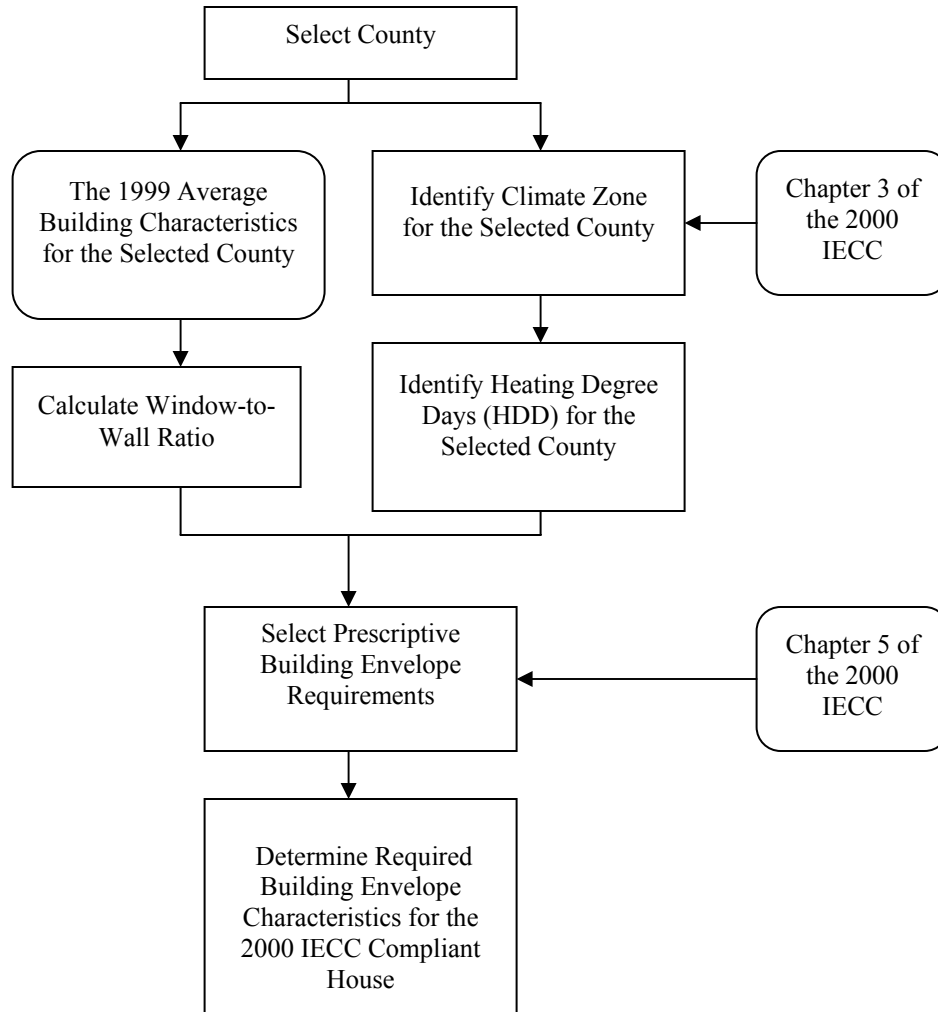 Select County
The 1999 Average
Building Characteristics
for the Selected County
Identify Climate Zone
for the Selected County
Chapter 3 of
the 2000
IECC
Calculate Window-to-
Wall Ratio
Identify Heating Degree
Days (HDD) for the
Selected County
Select Prescriptive
Building Envelope
Requirements
Chapter 5 of
the 2000
IECC
Determine Required
Building Envelope
Characteristics for the
2000 IECC Compliant
House